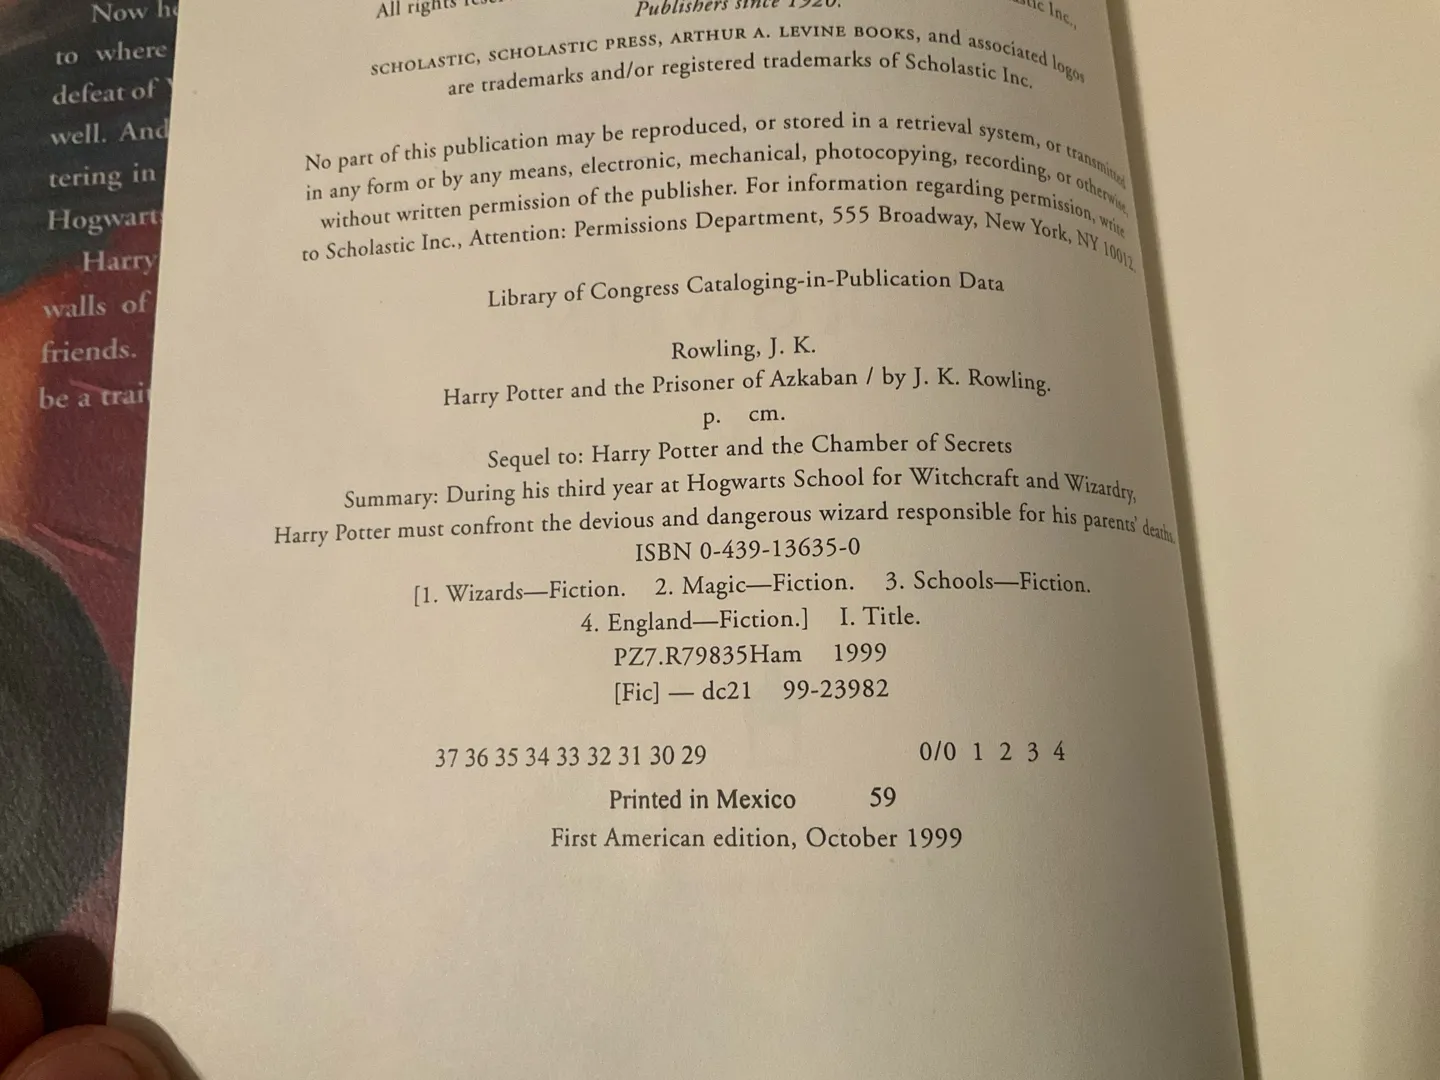 Now
to where
defeat of
well. And
tering in
Hogwarts
Harry
walls of
friends.
be a
All rights
Publishers since 1920.
Inc.,
SCHOLASTIC, SCHOLASTIC PRESS, ARTHUR A. LEVINE BOOKS, and associated logos
are trademarks and/or registered trademarks of Scholastic Inc.
No part of this publication may be reproduced, or stored in a retrieval system, or transmitted
in any form or by any means, electronic, mechanical, photocopying, recording, or otherwise,
without written permission of the publisher. For information regarding permission, write
to Scholastic Inc., Attention: Permissions Department, 555 Broadway, New York, NY 10012.
Library of Congress Cataloging-in-Publication Data
Rowling, J. K.
Harry Potter and the Prisoner of Azkaban / by J. K. Rowling.
p. cm.
Sequel to: Harry Potter and the Chamber of Secrets
Summary: During his third year at Hogwarts School for Witchcraft and Wizardry,
Harry Potter must confront the devious and dangerous wizard responsible for his parents' deaths.
ISBN 0-439-13635-0
[1. Wizards—Fiction. 2. Magic—Fiction. 3. Schools—Fiction.
4. England—Fiction.] I. Title.
PZ7.R79835Ham 1999
[Fic] — dc21 99-23982
37 36 35 34 33 32 31 30 29 0/0 1 2 3 4
Printed in Mexico 59
First American edition, October 1999